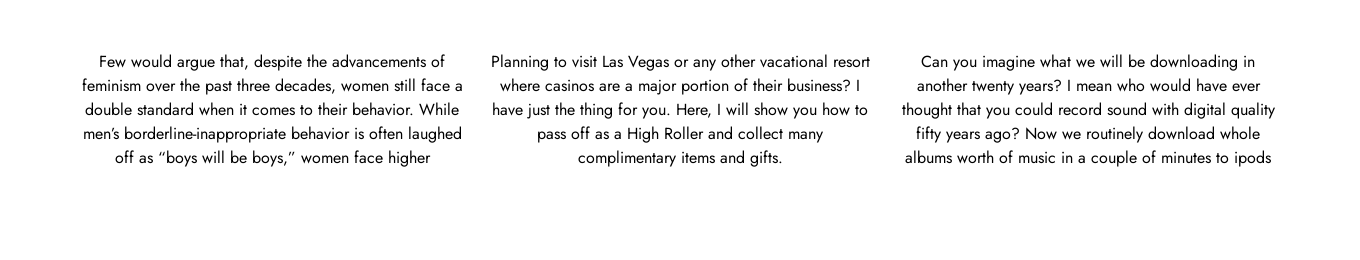 Few would argue that, despite the advancements of
feminism over the past three decades, women still face a
double standard when it comes to their behavior. While
men’s borderline-inappropriate behavior is often laughed
off as “boys will be boys,” women face higher
Planning to visit Las Vegas or any other vacational resort
where casinos are a major portion of their business? I
have just the thing for you. Here, I will show you how to
pass off as a High Roller and collect many
complimentary items and gifts.
Can you imagine what we will be downloading in
another twenty years? I mean who would have ever
thought that you could record sound with digital quality
fifty years ago? Now we routinely download whole
albums worth of music in a couple of minutes to ipods